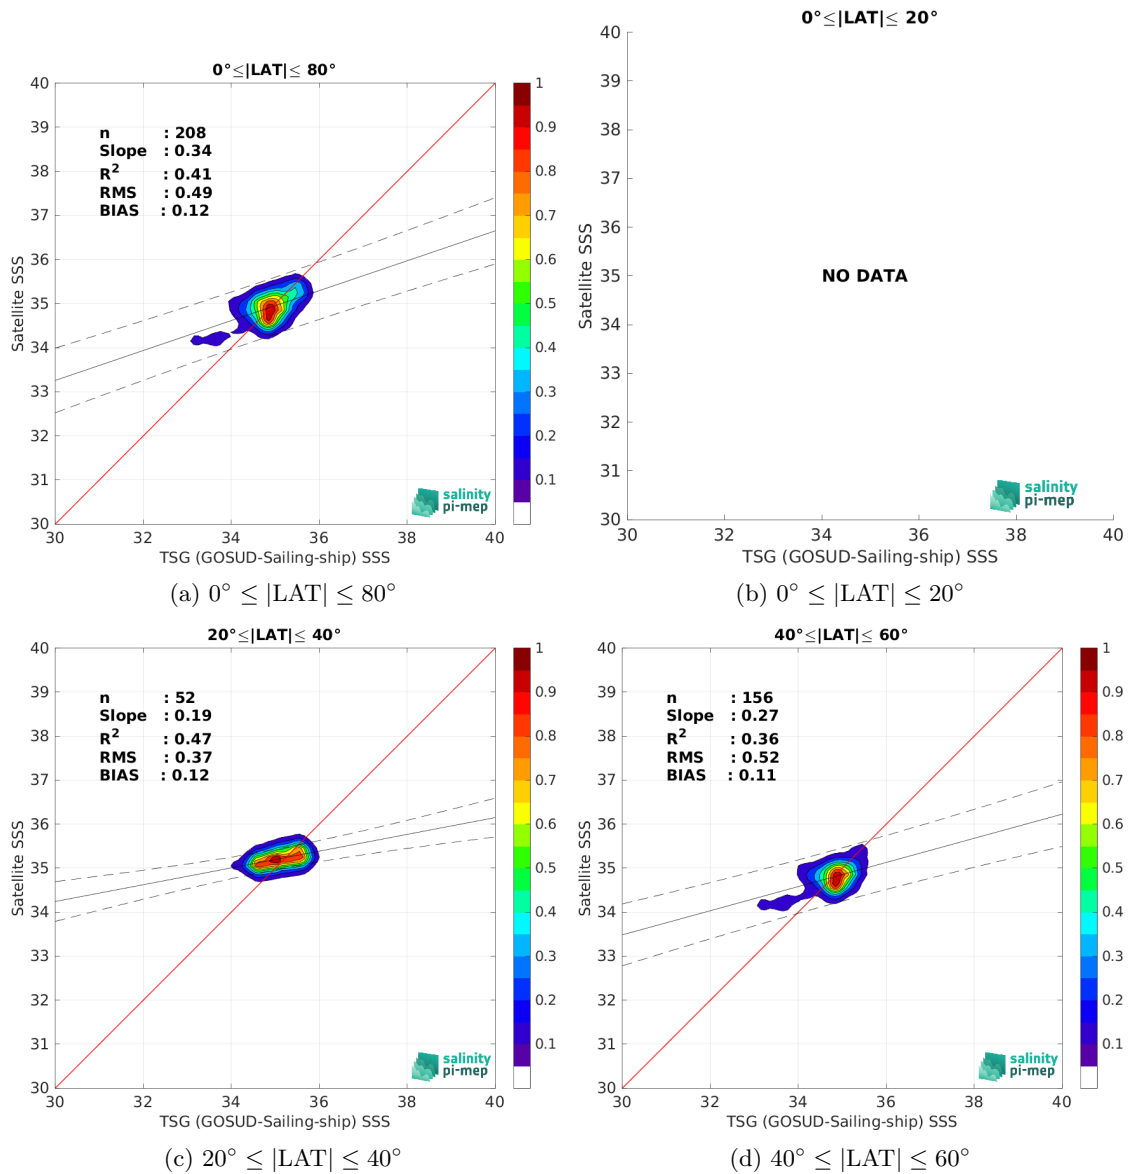 0°≤|LAT|≤ 80°
40
39
38
37
36
35
34
33
32
31
30
Satellite SSS
n : 208
Slope : 0.34
R² : 0.41
RMS : 0.49
BIAS : 0.12
salinity
pi-mep
30 32 34 36 38 40
TSG (GOSUD-Sailing-ship) SSS
1
0.9
0.8
0.7
0.6
0.5
0.4
0.3
0.2
0.1
(a) 0° ≤ |LAT| ≤ 80°
0°≤|LAT|≤ 20°
40
39
38
37
36
35
34
33
32
31
30
Satellite SSS
NO DATA
salinity
pi-mep
30 32 34 36 38 40
TSG (GOSUD-Sailing-ship) SSS
(b) 0° ≤ |LAT| ≤ 20°
20°≤|LAT|≤ 40°
40
39
38
37
36
35
34
33
32
31
30
Satellite SSS
n : 52
Slope : 0.19
R² : 0.47
RMS : 0.37
BIAS : 0.12
salinity
pi-mep
30 32 34 36 38 40
TSG (GOSUD-Sailing-ship) SSS
1
0.9
0.8
0.7
0.6
0.5
0.4
0.3
0.2
0.1
(c) 20° ≤ |LAT| ≤ 40°
40°≤|LAT|≤ 60°
40
39
38
37
36
35
34
33
32
31
30
Satellite SSS
n : 156
Slope : 0.27
R² : 0.36
RMS : 0.52
BIAS : 0.11
salinity
pi-mep
30 32 34 36 38 40
TSG (GOSUD-Sailing-ship) SSS
1
0.9
0.8
0.7
0.6
0.5
0.4
0.3
0.2
0.1
(d) 40° ≤ |LAT| ≤ 60°